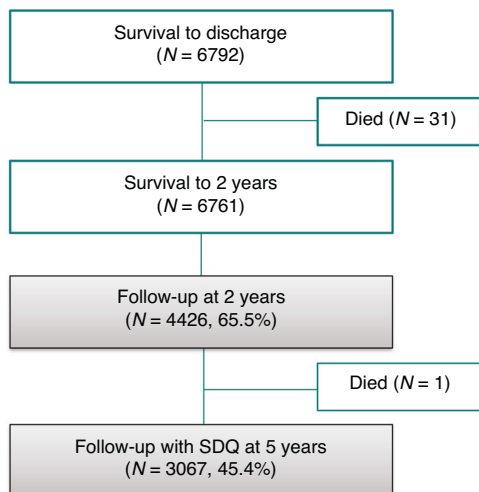 Survival to discharge
(N = 6792)
Died (N = 31)
Survival to 2 years
(N = 6761)
Follow-up at 2 years
(N = 4426, 65.5%)
Died (N = 1)
Follow-up with SDQ at 5 years
(N = 3067, 45.4%)